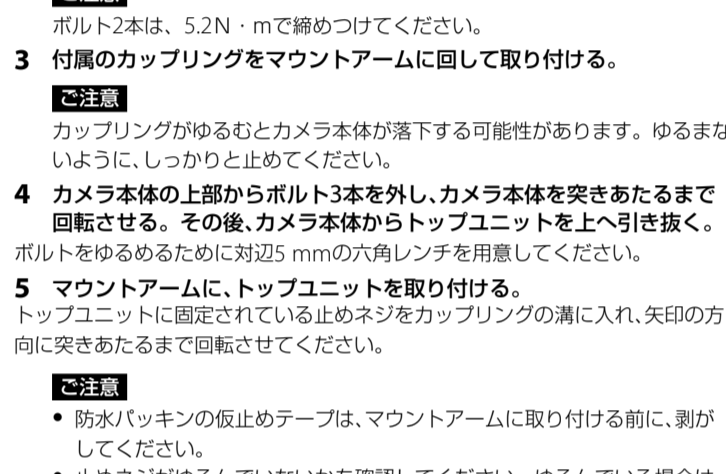 ボルト2本は、5.2N・mで締めつけてください。
3 付属のカップリングをマウントアームに回して取り付ける。
ご注意
カップリングがゆるむとカメラ本体が落下する可能性があります。ゆるまな
いように、しっかりと止めてください。
4 カメラ本体の上部からボルト3本を外し、カメラ本体を突きあたるまで
回転させる。その後、カメラ本体からトップユニットを上へ引き抜く。
ボルトをゆるめるために対辺5 mmの六角レンチを用意してください。
5 マウントアームに、トップユニットを取り付ける。
トップユニットに固定されている止めネジをカップリングの溝に入れ、矢印の方
向に突きあたるまで回転させてください。
ご注意
• 防水パッキンの仮止めテープは、マウントアームに取り付ける前に、剥が
してください。